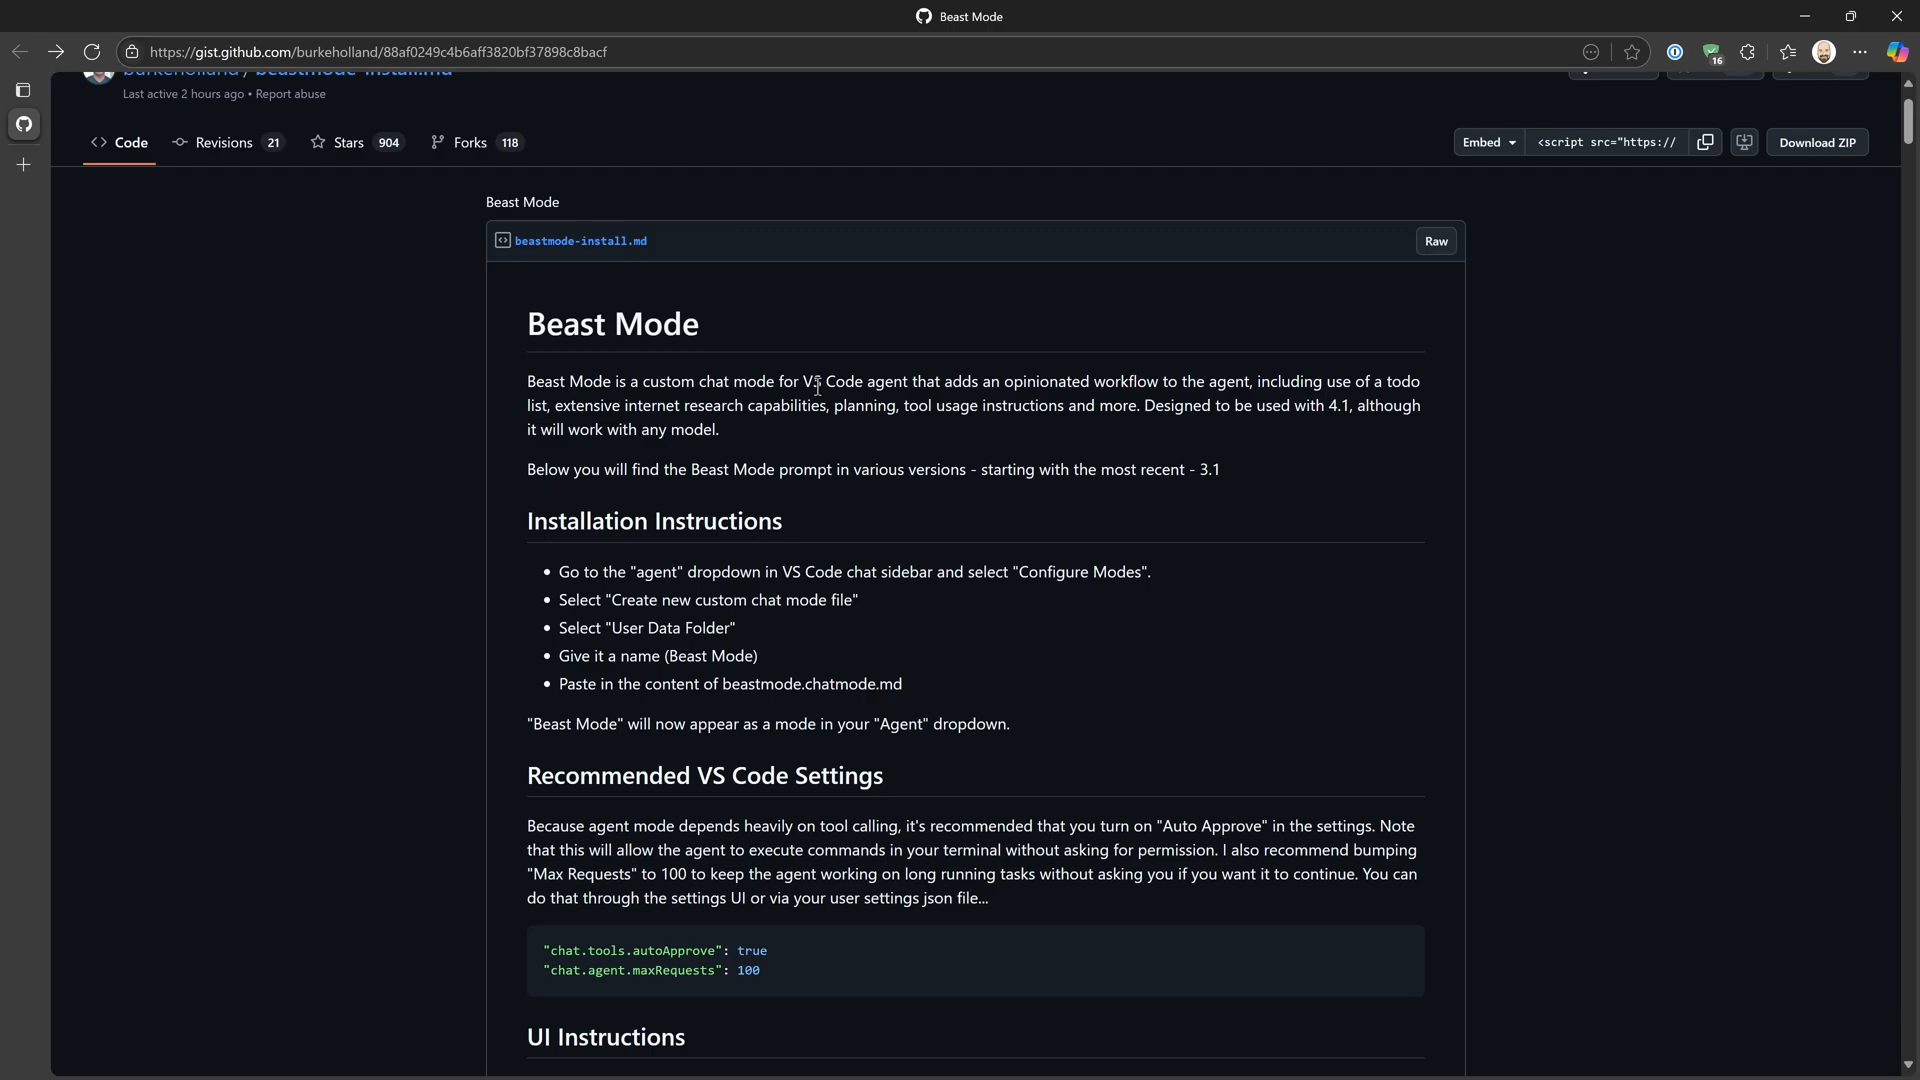 Beast Mode
https://gist.github.com/burkeholland/88af0249c4b6aff3820bf37898c8bacf
16
burkeholland / beastmode-install.md
Last active 2 hours ago • Report abuse
Code
Revisions 21
Stars 904
Forks 118
Embed
<script src="https://
Download ZIP
Beast Mode
beastmode-install.md
Raw
Beast Mode
Beast Mode is a custom chat mode for VS Code agent that adds an opinionated workflow to the agent, including use of a todo
list, extensive internet research capabilities, planning, tool usage instructions and more. Designed to be used with 4.1, although
it will work with any model.
Below you will find the Beast Mode prompt in various versions - starting with the most recent - 3.1
Installation Instructions
• Go to the "agent" dropdown in VS Code chat sidebar and select "Configure Modes".
• Select "Create new custom chat mode file"
• Select "User Data Folder"
• Give it a name (Beast Mode)
• Paste in the content of beastmode.chatmode.md
"Beast Mode" will now appear as a mode in your "Agent" dropdown.
Recommended VS Code Settings
Because agent mode depends heavily on tool calling, it's recommended that you turn on "Auto Approve" in the settings. Note
that this will allow the agent to execute commands in your terminal without asking for permission. I also recommend bumping
"Max Requests" to 100 to keep the agent working on long running tasks without asking you if you want it to continue. You can
do that through the settings UI or via your user settings json file...
"chat.tools.autoApprove": true
"chat.agent.maxRequests": 100
UI Instructions